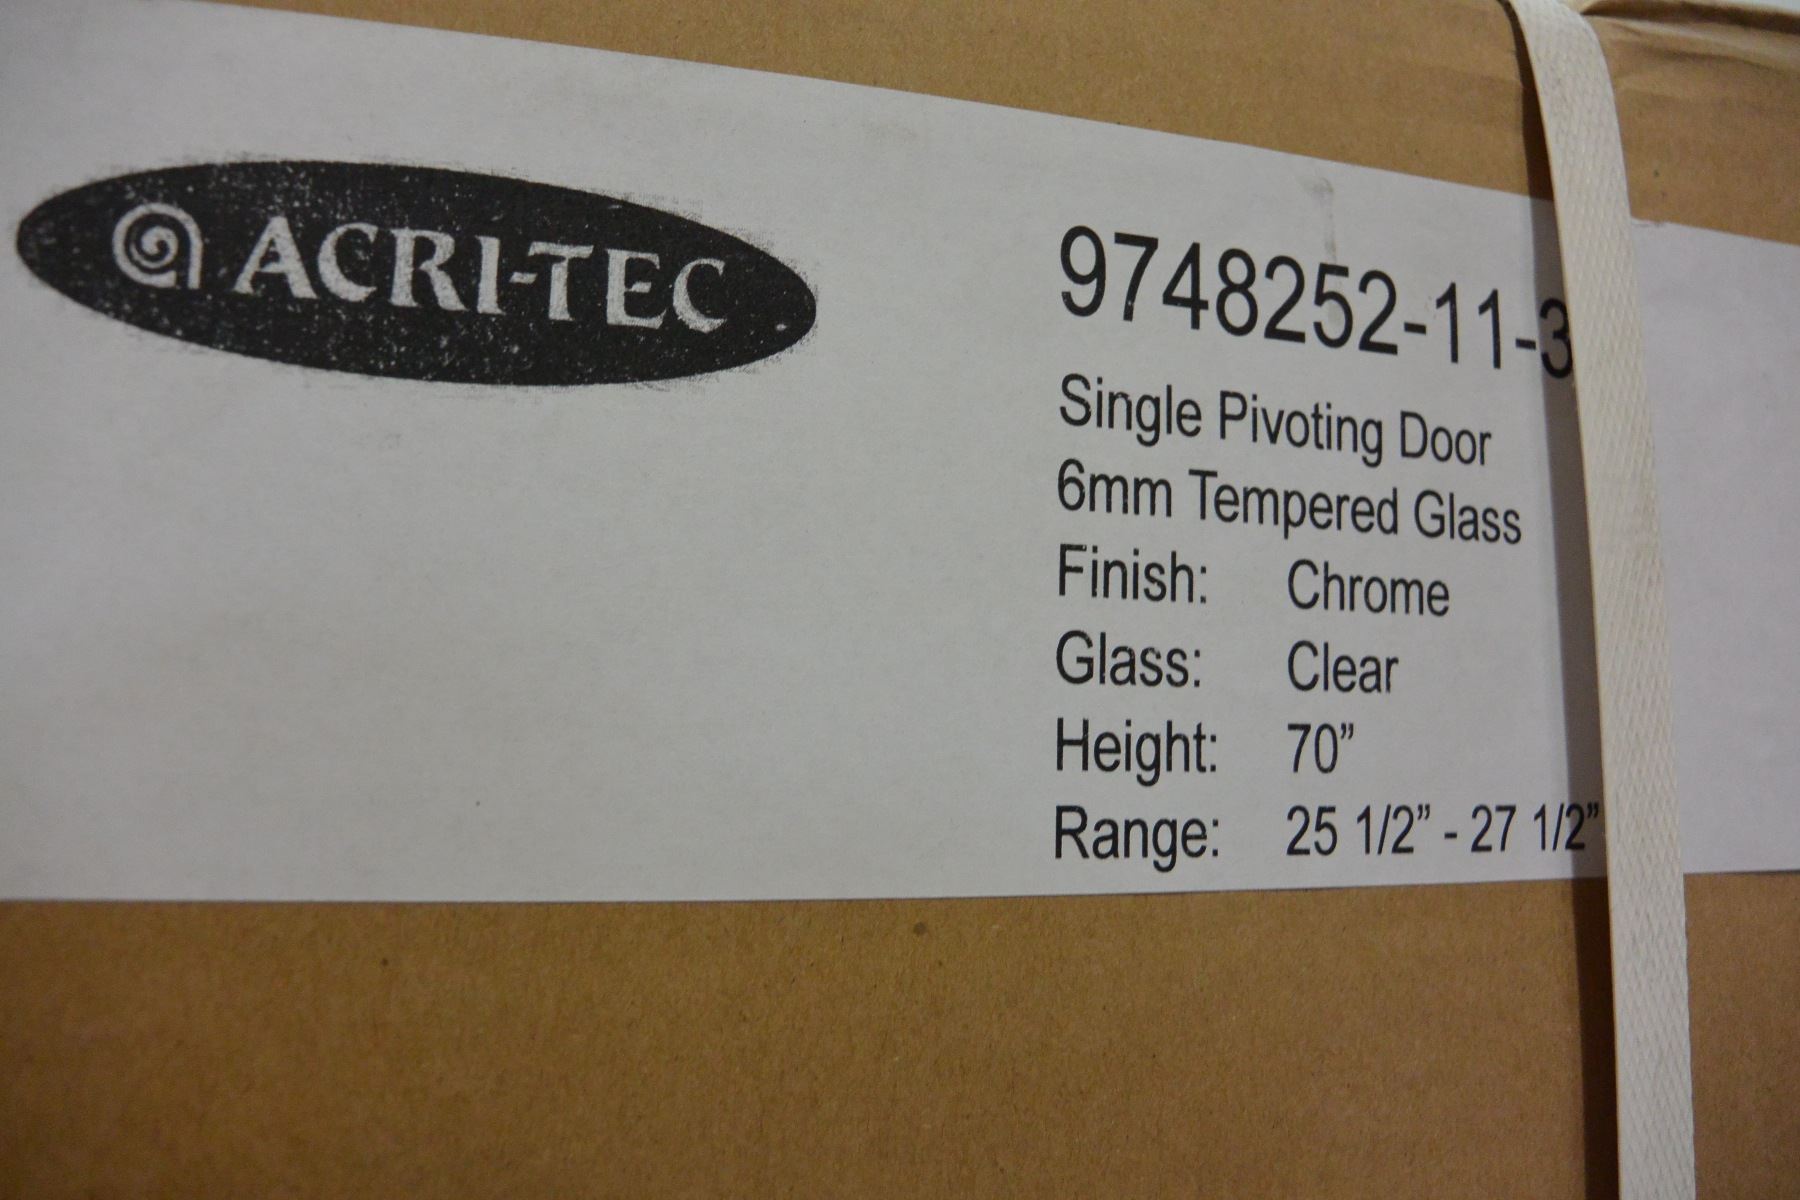 ACRI-TEC
9748252-11-3
Single Pivoting Door
6mm Tempered Glass
Finish: Chrome
Glass: Clear
Height: 70”
Range: 25 1/2” - 27 1/2”